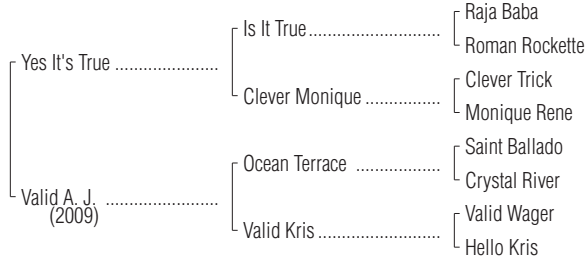 Raja Baba
Is It True
Roman Rockette
Yes It's True
Clever Trick
Clever Monique
Monique Rene
Saint Ballado
Ocean Terrace
Crystal River
Valid A. J.
(2009)
Valid Wager
Valid Kris
Hello Kris